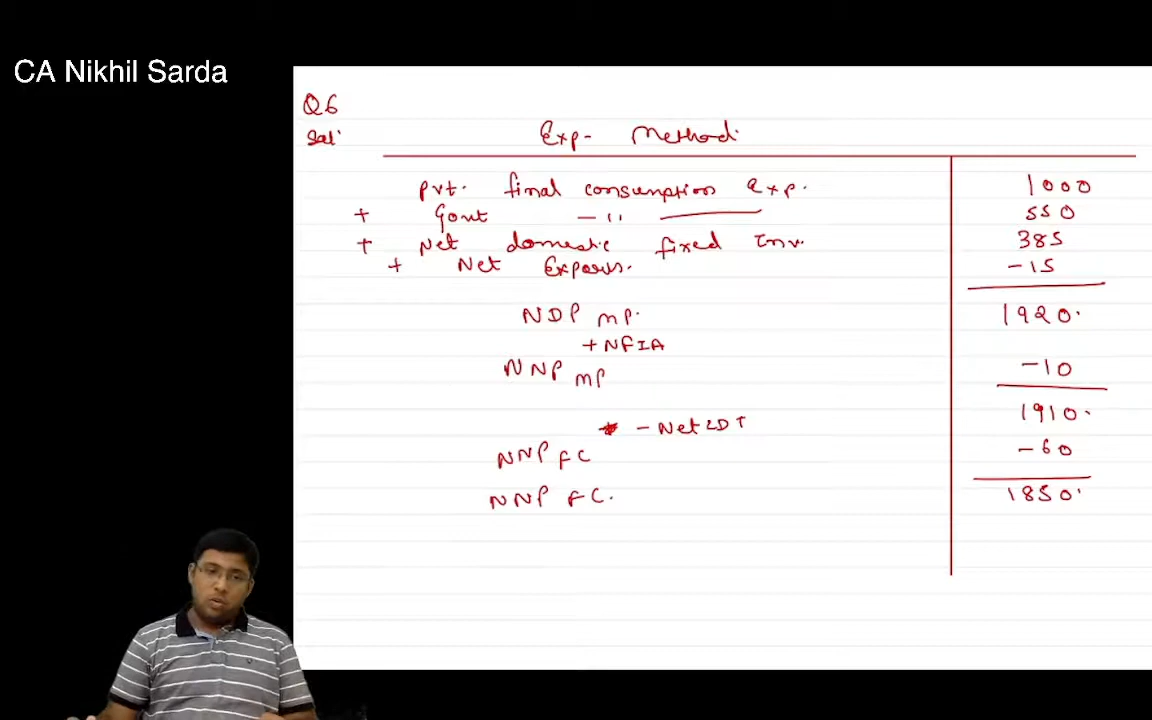 CA Nikhil Sarda
Q6
Sol:
Exp. Method
Pvt. final consumption exp. 1000
+ Govt —"— 550
+ Net domestic fixed Inv. 385
+ Net Exports. -15
NDP MP. 1920.
+ NFIA
NNP MP -10
1910.
- Net IDT
NNP FC -60
NNP FC. 1850.